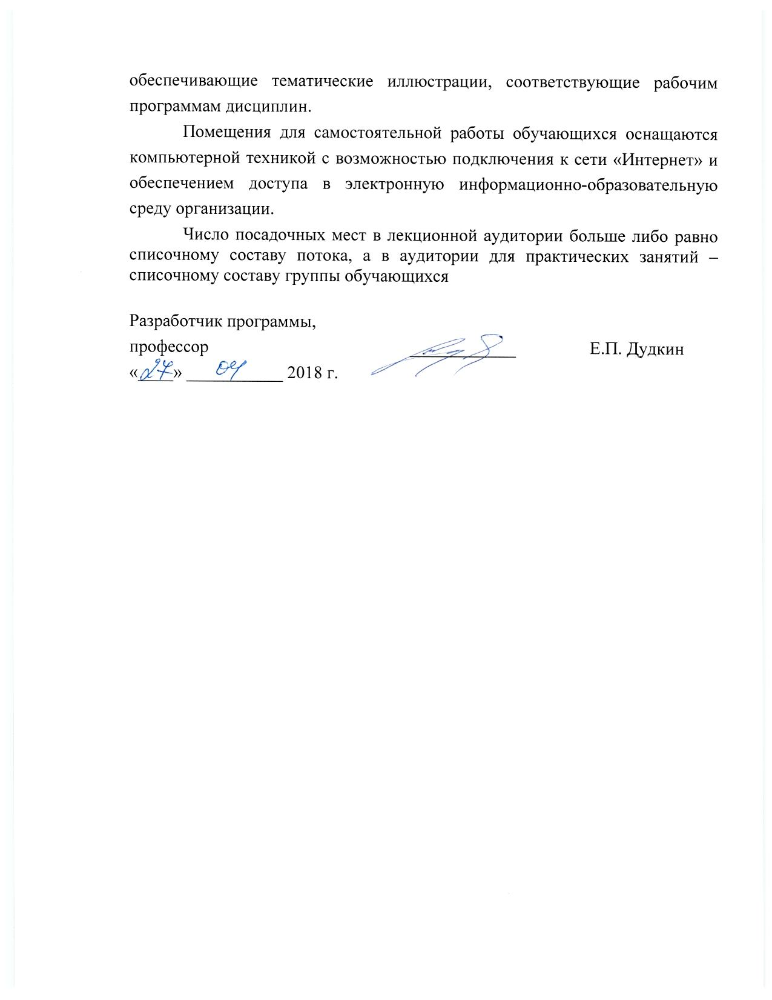 обеспечивающие тематические иллюстрации, соответствующие рабочим
программам дисциплин.
Помещения для самостоятельной работы обучающихся оснащаются
компьютерной техникой с возможностью подключения к сети «Интернет» и
обеспечением доступа в электронную информационно-образовательную
среду организации.
Число посадочных мест в лекционной аудитории больше либо равно
списочному составу потока, а в аудитории для практических занятий –
списочному составу группы обучающихся
Разработчик программы,
профессор ____________ Е.П. Дудкин
«27» 04 2018 г.